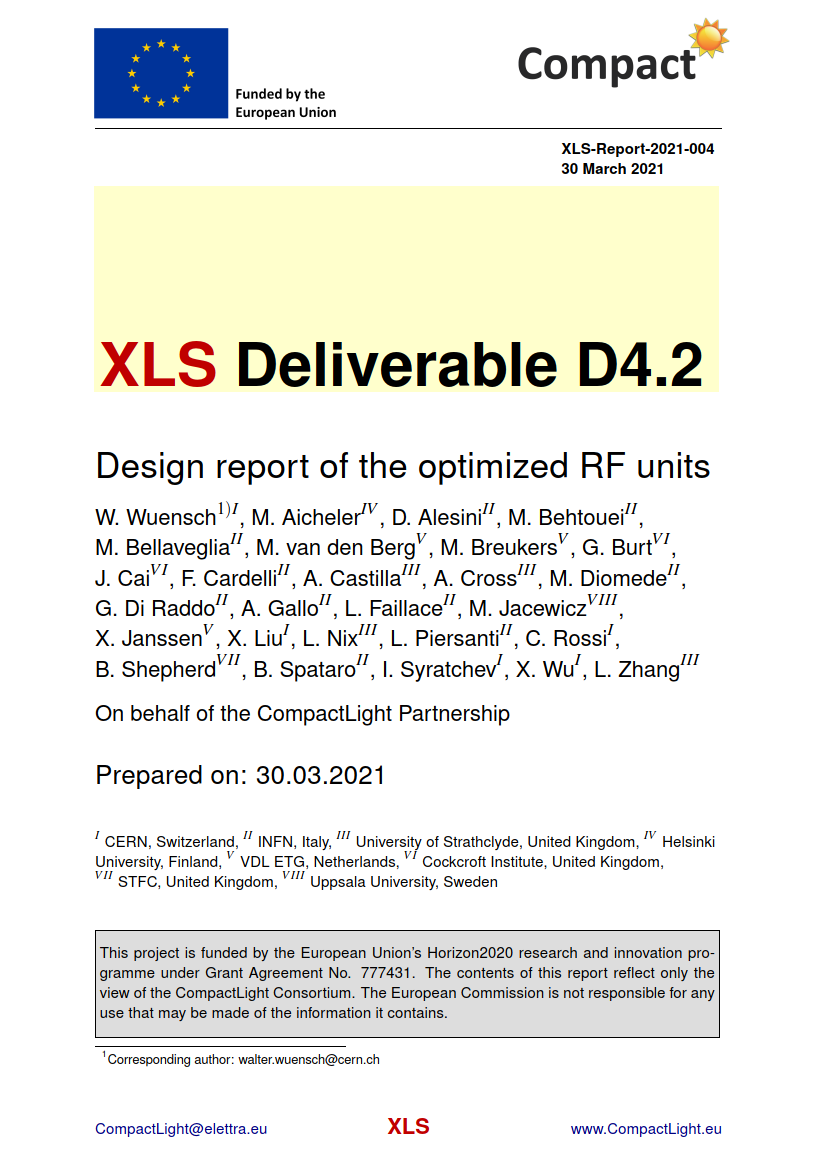 Funded by the
European Union
Compact
XLS-Report-2021-004
30 March 2021
XLS Deliverable D4.2
Design report of the optimized RF units
W. Wuensch1)I, M. AichelerIV, D. AlesiniII, M. BehtoueiII,
M. BellavegliaII, M. van den BergV, M. BreukersV, G. BurtVI,
J. CaiVI, F. CardelliII, A. CastillaIII, A. CrossIII, M. DiomedeII,
G. Di RaddoII, A. GalloII, L. FaillaceII, M. JacewiczVIII,
X. JanssenV, X. LiuI, L. NixIII, L. PiersantiII, C. RossiI,
B. ShepherdVII, B. SpataroII, I. SyratchevI, X. WuI, L. ZhangIII
On behalf of the CompactLight Partnership
Prepared on: 30.03.2021
I CERN, Switzerland, II INFN, Italy, III University of Strathclyde, United Kingdom, IV Helsinki
University, Finland, V VDL ETG, Netherlands, VI Cockcroft Institute, United Kingdom,
VII STFC, United Kingdom, VIII Uppsala University, Sweden
This project is funded by the European Union's Horizon2020 research and innovation pro-
gramme under Grant Agreement No. 777431. The contents of this report reflect only the
view of the CompactLight Consortium. The European Commission is not responsible for any
use that may be made of the information it contains.
1Corresponding author: walter.wuensch@cern.ch
CompactLight@elettra.eu XLS www.CompactLight.eu